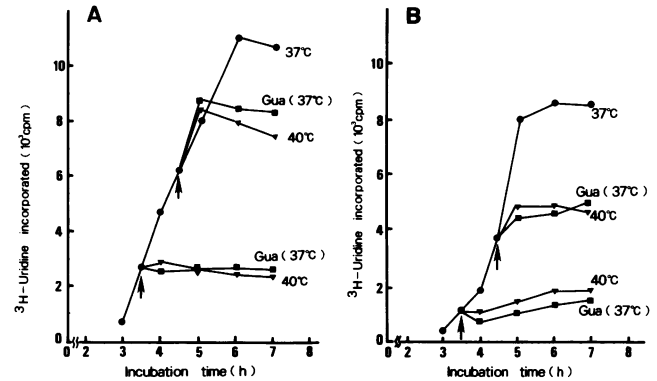 A
³H-Uridine incorporated (10³cpm)
10
8
6
4
2
0
37℃
Gua (37℃)
40℃
Gua (37℃)
40℃
0 2 3 4 5 6 7 8
Incubation time (h)
B
³H-Uridine incorporated (10³cpm)
10
8
6
4
2
0
37℃
Gua (37℃)
40℃
40℃
Gua (37℃)
0 2 3 4 5 6 7 8
Incubation time (h)